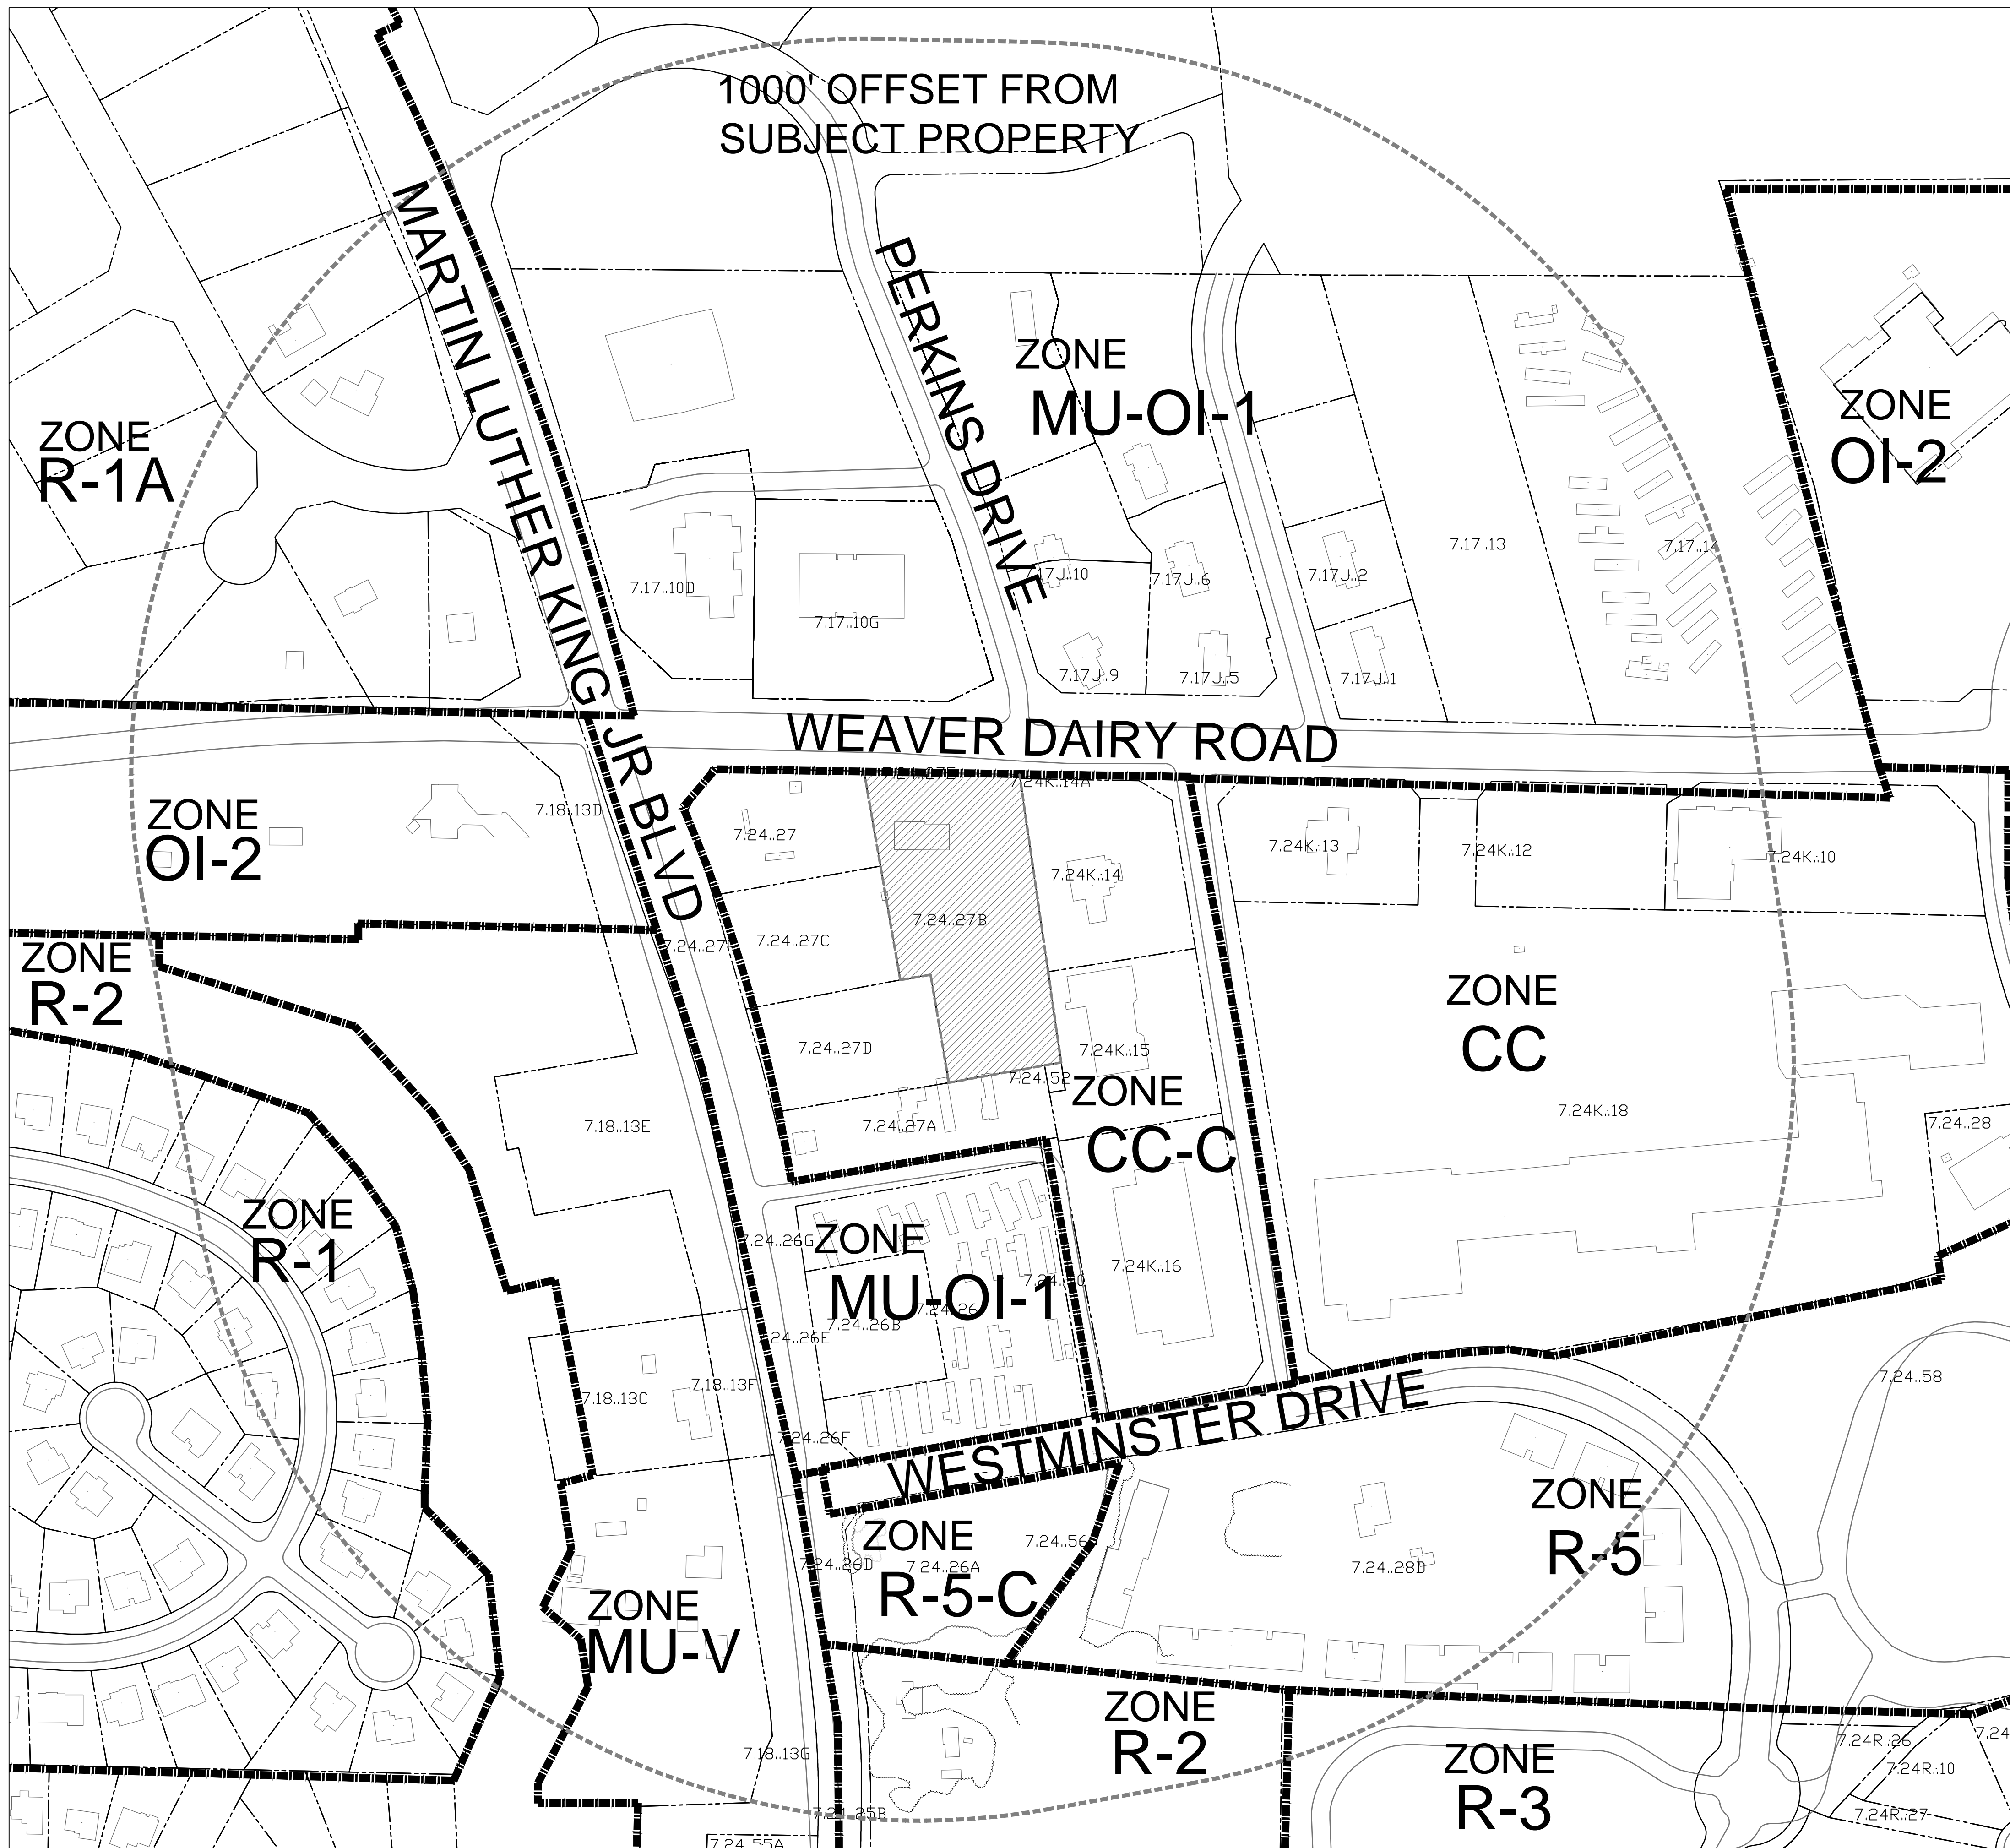 1000' OFFSET FROM
SUBJECT PROPERTY
MARTIN LUTHER KING JR BLVD
PERKINS DRIVE
ZONE
MU-OI-1
ZONE
OI-2
ZONE
R-1A
7.17..13
7.17..14
7.17..10D
7.17..10G
7.17J..10
7.17J..6
7.17J..2
7.17J..9
7.17J..5
7.17J..1
WEAVER DAIRY ROAD
7.24K..14A
ZONE
OI-2
7.18..13D
7.24..27
7.24K..14
7.24K..13
7.24K..12
7.24K..10
7.24..27B
7.24..27C
ZONE
R-2
ZONE
CC
7.24..27D
7.24K..15
7.24..52
ZONE
CC-C
7.18..13E
7.24..27A
7.24K..18
7.24..28
ZONE
R-1
7.24..26G
ZONE
MU-OI-1
7.24..26
7.24..26B
7.24..26E
7.24K..16
7.18..13C
7.18..13F
7.24..26F
WESTMINSTER DRIVE
7.24..58
ZONE
R-5
ZONE
R-5-C
7.24..56
7.24..26D
7.24..26A
7.24..28D
ZONE
MU-V
ZONE
R-2
ZONE
R-3
7.18..13G
7.24R..26
7.24R..10
7.24R..27
7.24..25B
7.24..55A